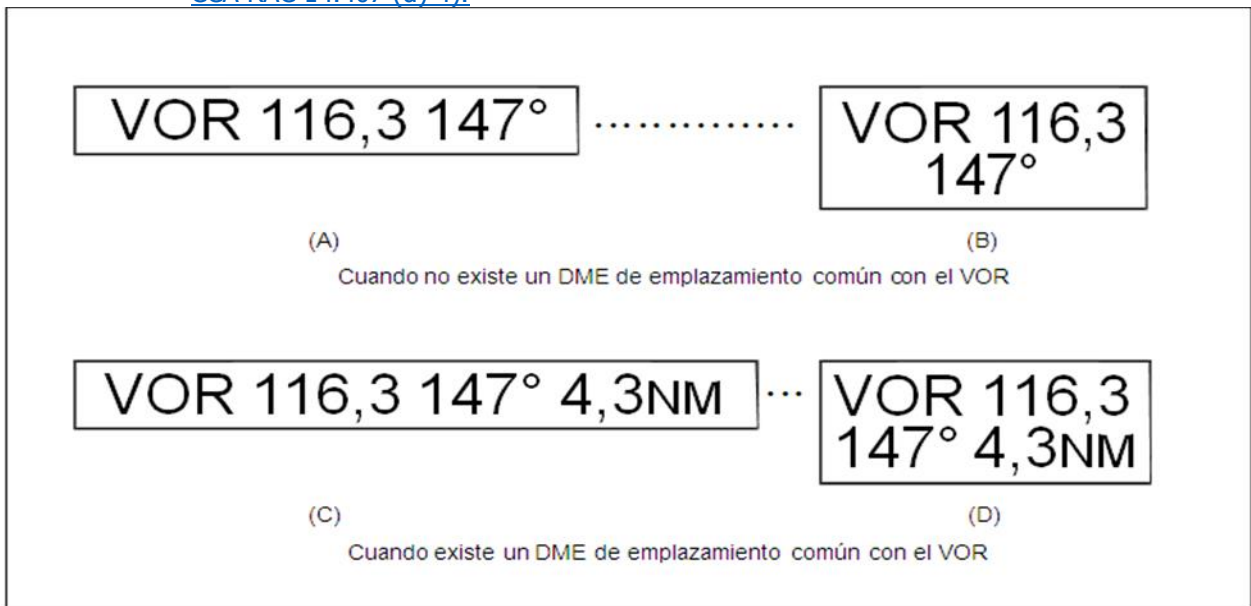 VOR 116,3 147° .............. VOR 116,3
147°
(A) (B)
Cuando no existe un DME de emplazamiento común con el VOR
VOR 116,3 147° 4,3NM ... VOR 116,3
147° 4,3NM
(C) (D)
Cuando existe un DME de emplazamiento común con el VOR